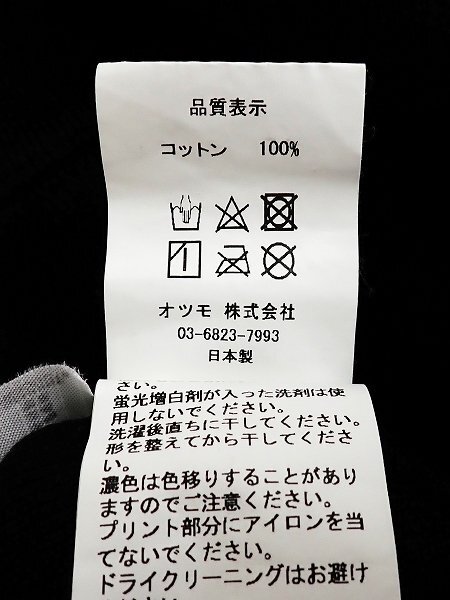 品質表示
コットン 100%
オツモ 株式会社
03-6823-7993
日本製
さい。
蛍光増白剤が入った洗剤は使
用しないでください。
洗濯後直ちに干してください。
形を整えてから干してくださ
い。
濃色は色移りすることがあり
ますのでご注意ください。
プリント部分にアイロンを当
てないでください。
ドライクリーニングはお避け